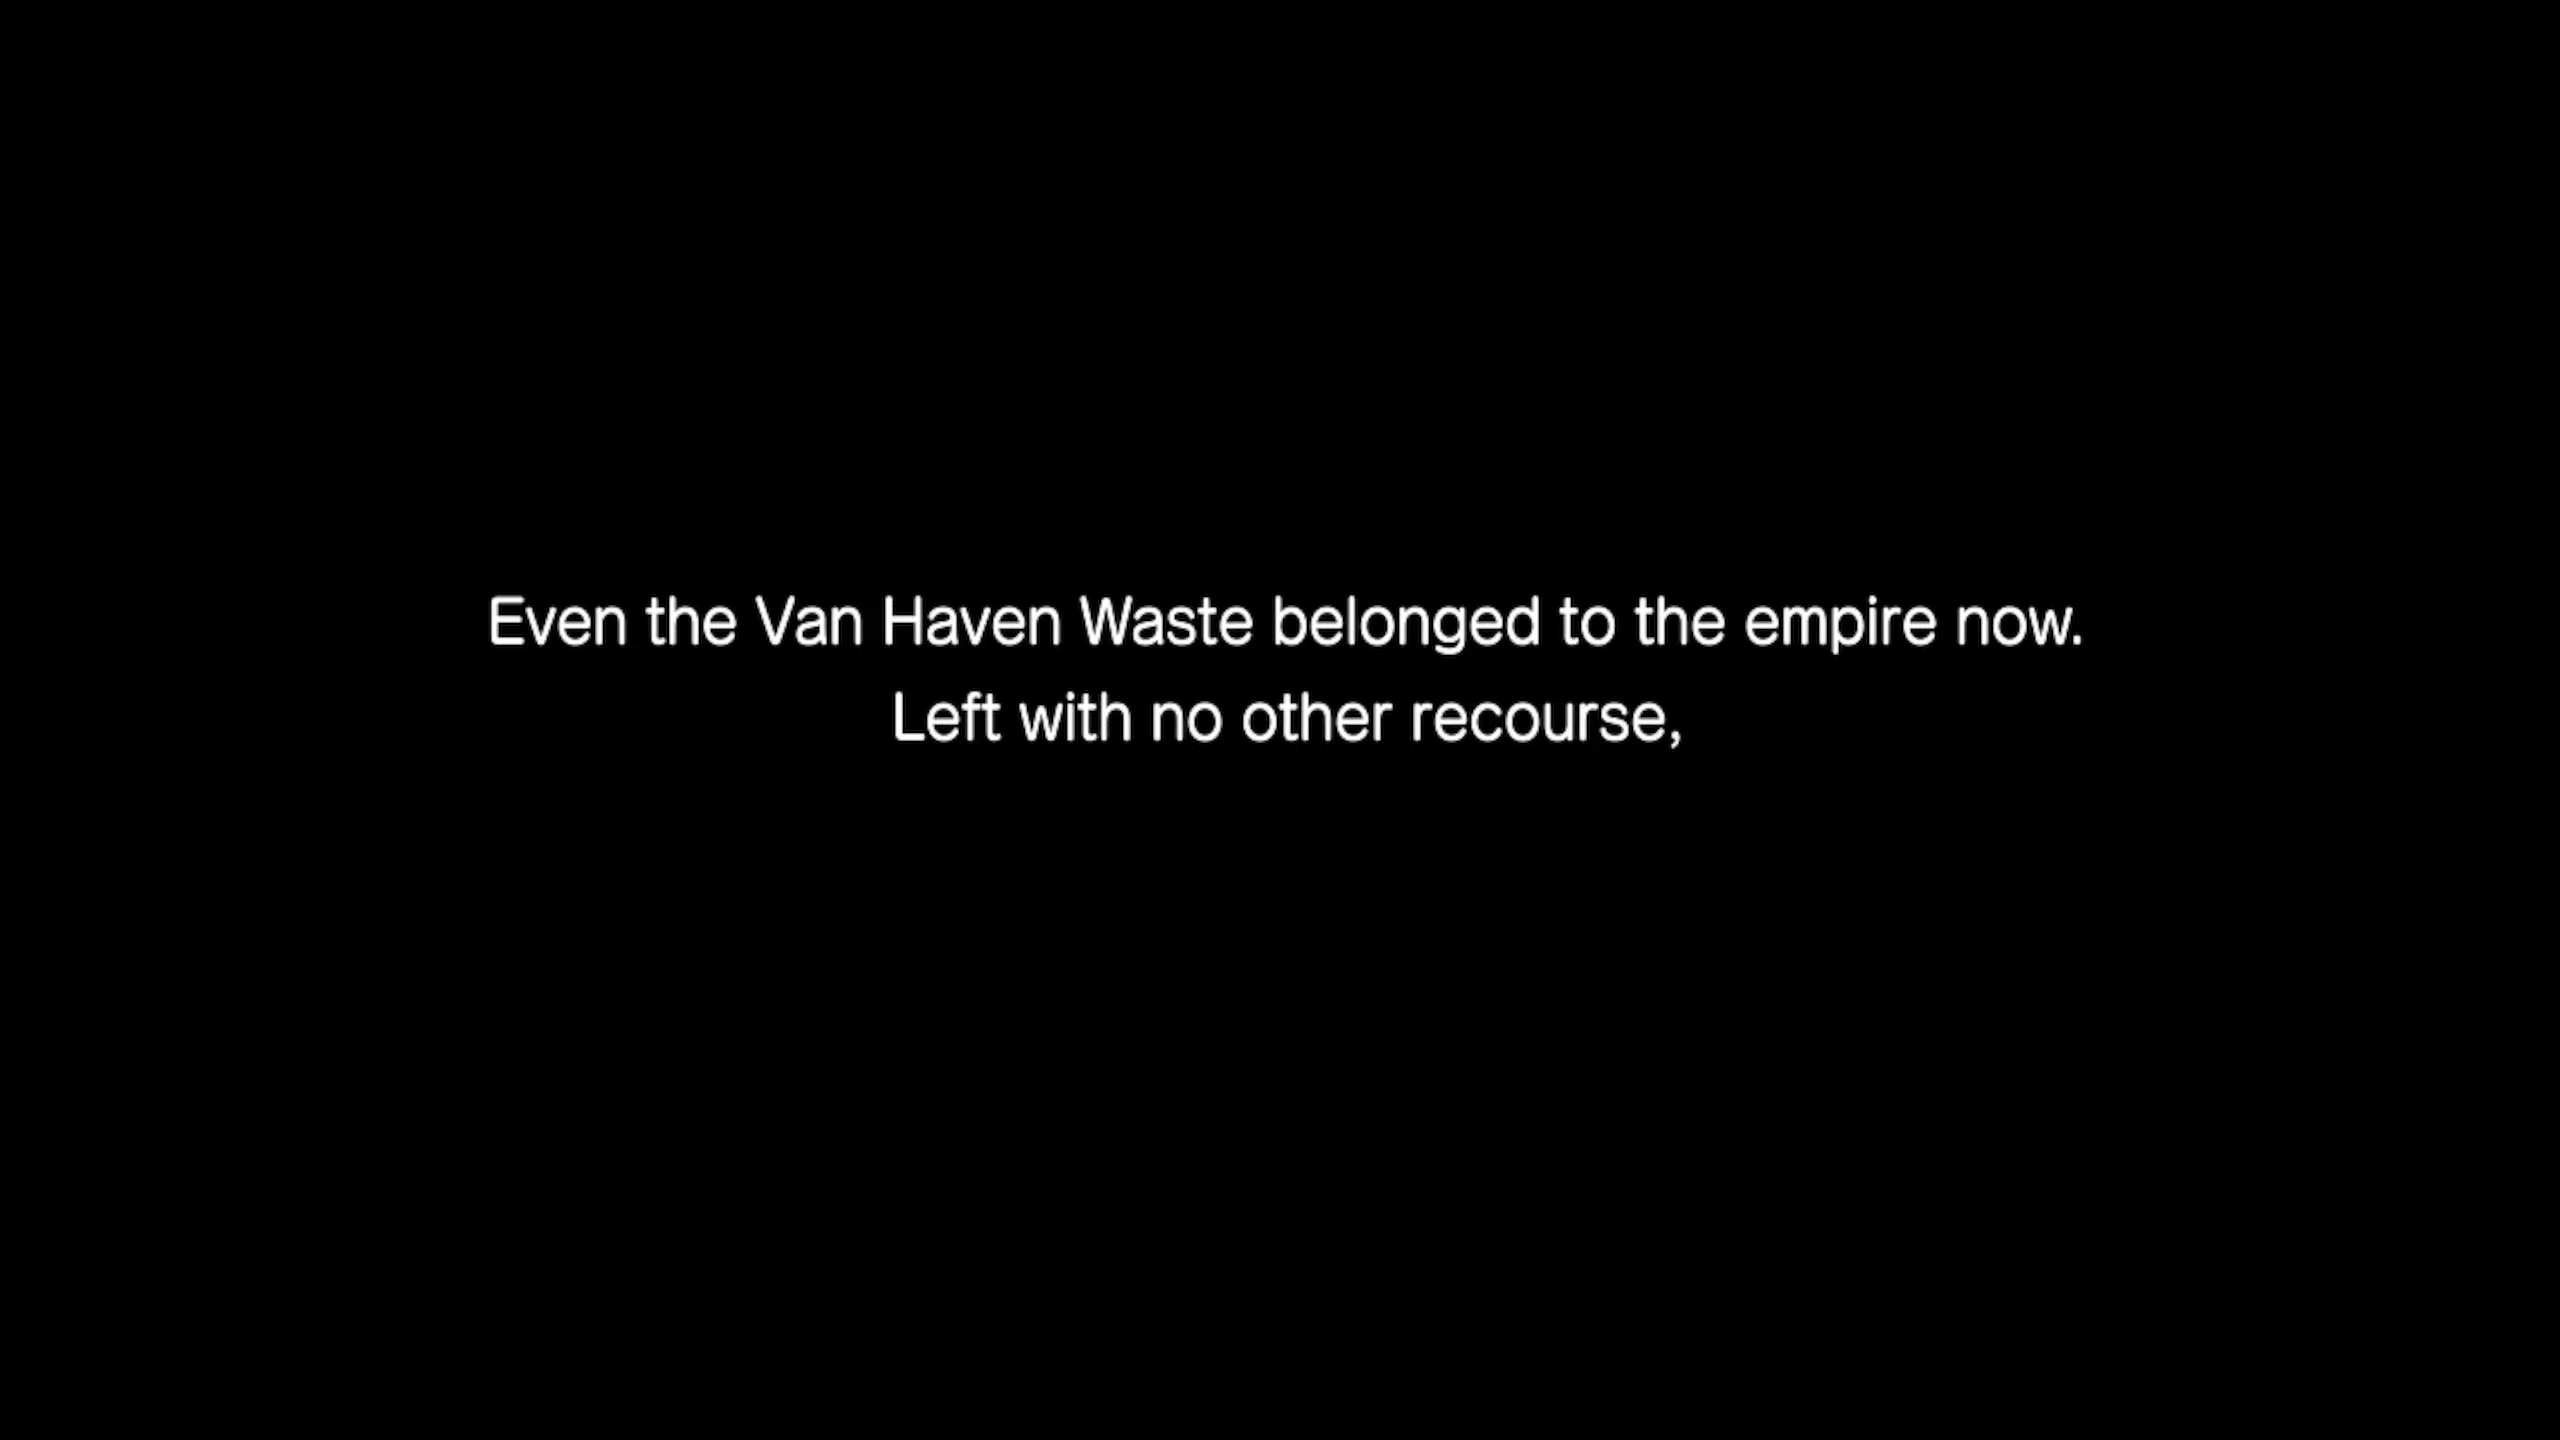 Even the Van Haven Waste belonged to the empire now.
Left with no other recourse,